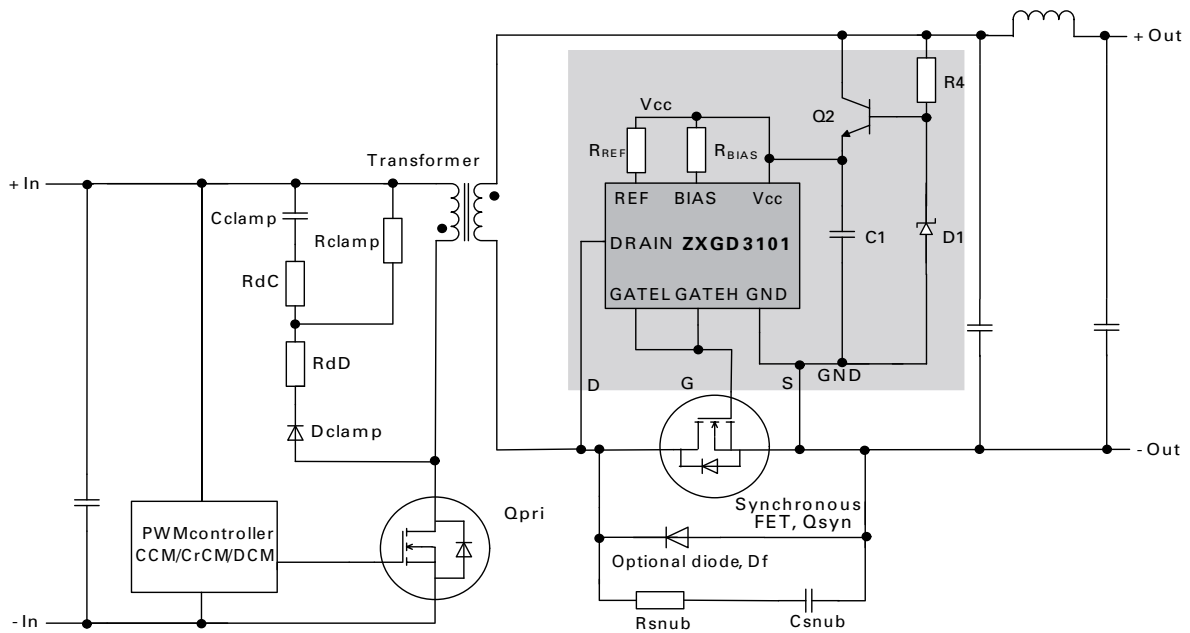 + Out
Vcc
R4
Q2
RREF
RBIAS
Transformer
+ In
REF BIAS Vcc
Cclamp
Rclamp
DRAIN ZXGD3101
C1
D1
RdC
GATEL GATEH GND
RdD
GND
D
G
S
Dclamp
- Out
Qpri
Synchronous
FET, Qsyn
PWMcontroller
CCM/CrCM/DCM
Optional diode, Df
- In
Rsnub
Csnub